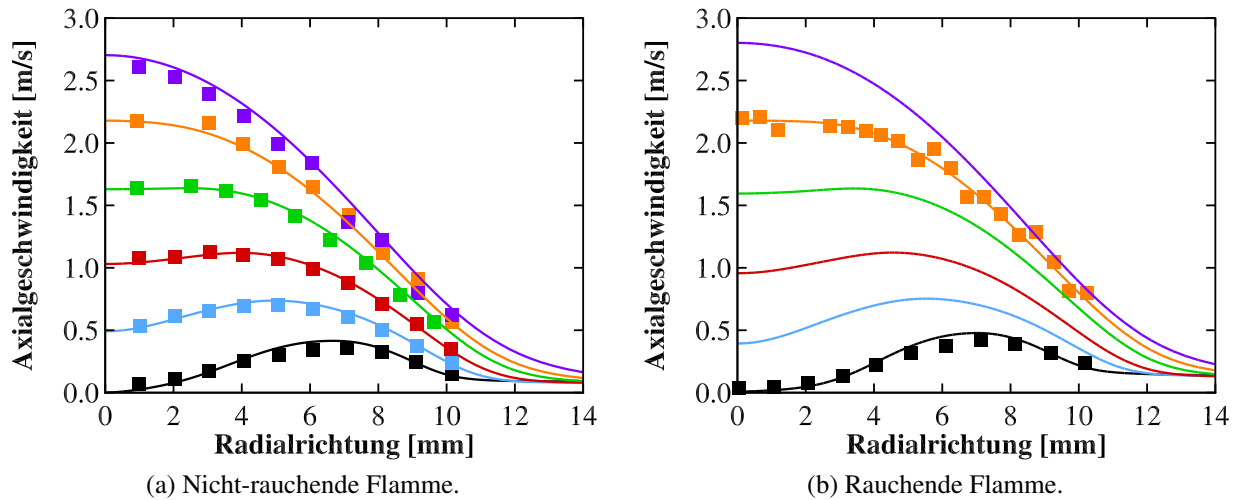 3.0
2.5
2.0
1.5
1.0
0.5
0.0
Axialgeschwindigkeit [m/s]
0 2 4 6 8 10 12 14
Radialrichtung [mm]
(a) Nicht-rauchende Flamme.
3.0
2.5
2.0
1.5
1.0
0.5
0.0
Axialgeschwindigkeit [m/s]
0 2 4 6 8 10 12 14
Radialrichtung [mm]
(b) Rauchende Flamme.